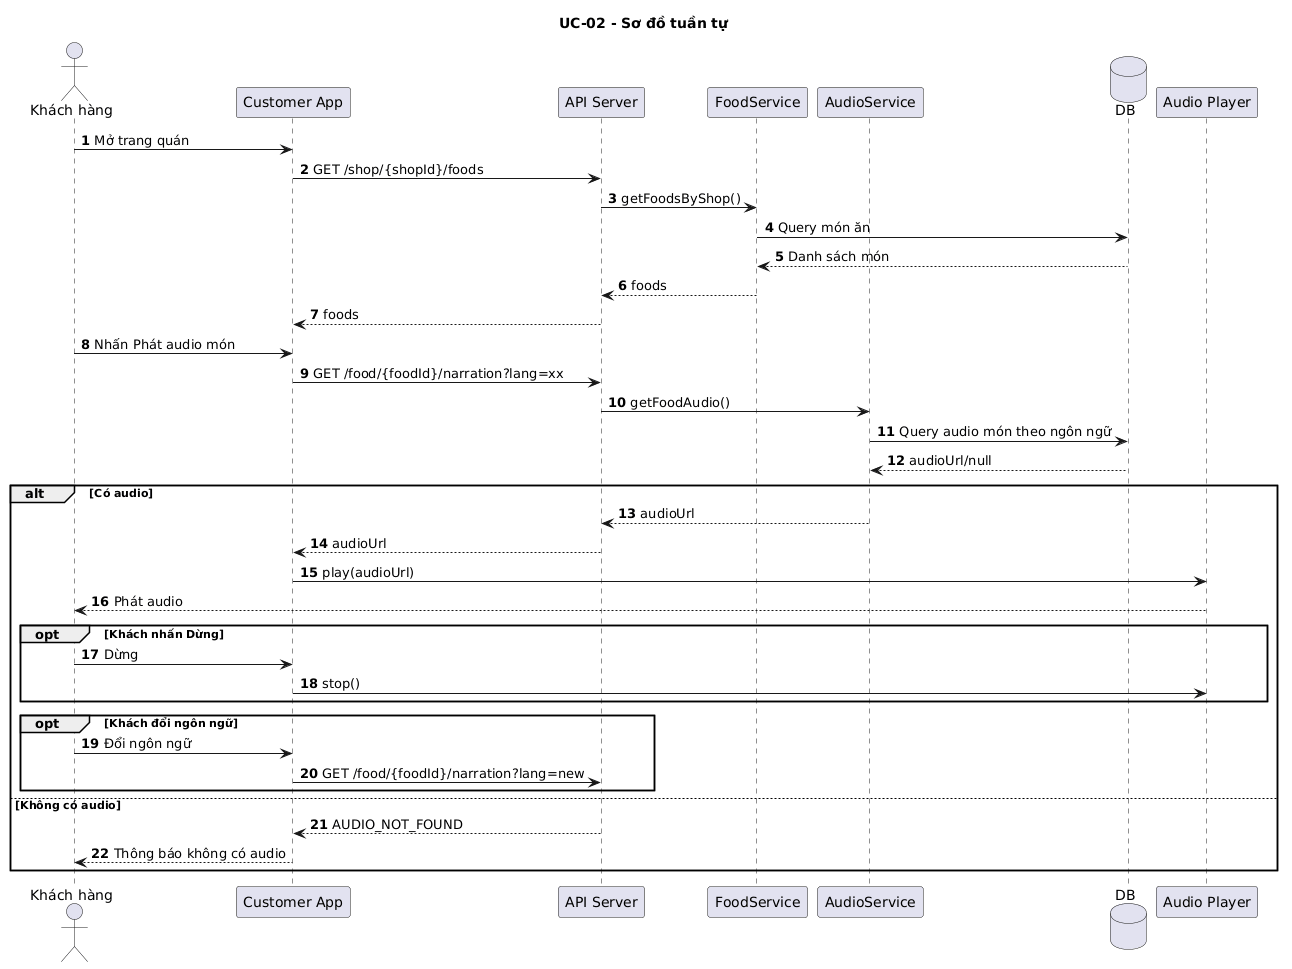 UC-02 - Sơ đồ tuần tự
Khách hàng
Customer App
API Server
FoodService
AudioService
DB
Audio Player
1 Mở trang quán
2 GET /shop/{shopId}/foods
3 getFoodsByShop()
4 Query món ăn
5 Danh sách món
6 foods
7 foods
8 Nhấn Phát audio món
9 GET /food/{foodId}/narration?lang=xx
10 getFoodAudio()
11 Query audio món theo ngôn ngữ
12 audioUrl/null
alt [Có audio]
13 audioUrl
14 audioUrl
15 play(audioUrl)
16 Phát audio
opt [Khách nhấn Dừng]
17 Dừng
18 stop()
opt [Khách đổi ngôn ngữ]
19 Đổi ngôn ngữ
20 GET /food/{foodId}/narration?lang=new
[Không có audio]
21 AUDIO_NOT_FOUND
22 Thông báo không có audio
Khách hàng
Customer App
API Server
FoodService
AudioService
DB
Audio Player